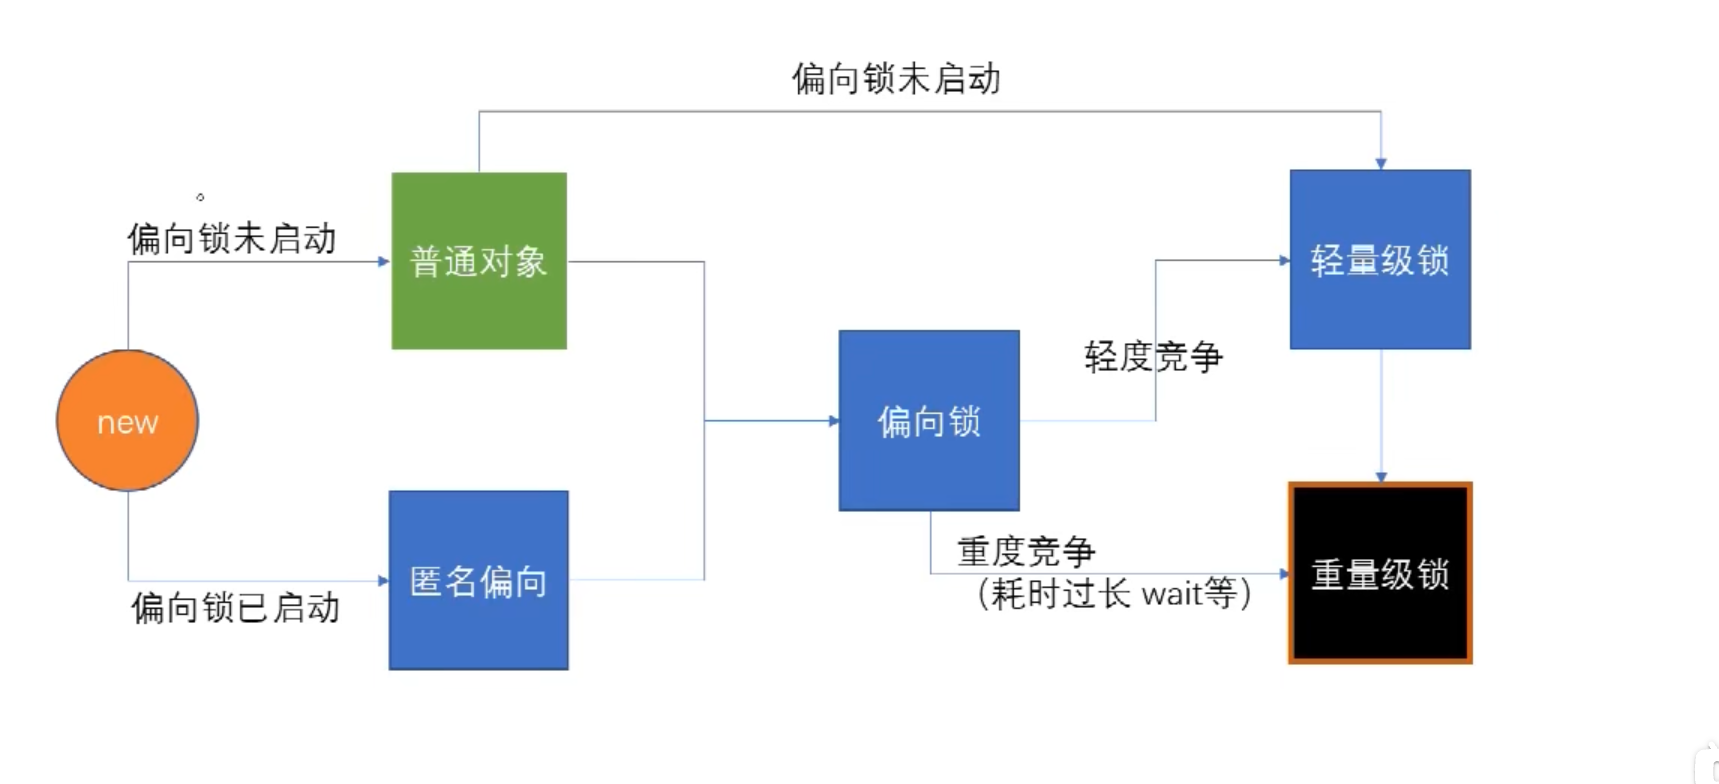 偏向锁未启动
偏向锁未启动
普通对象
轻量级锁
轻度竞争
new
偏向锁
重度竞争
（耗时过长 wait等）
匿名偏向
重量级锁
偏向锁已启动